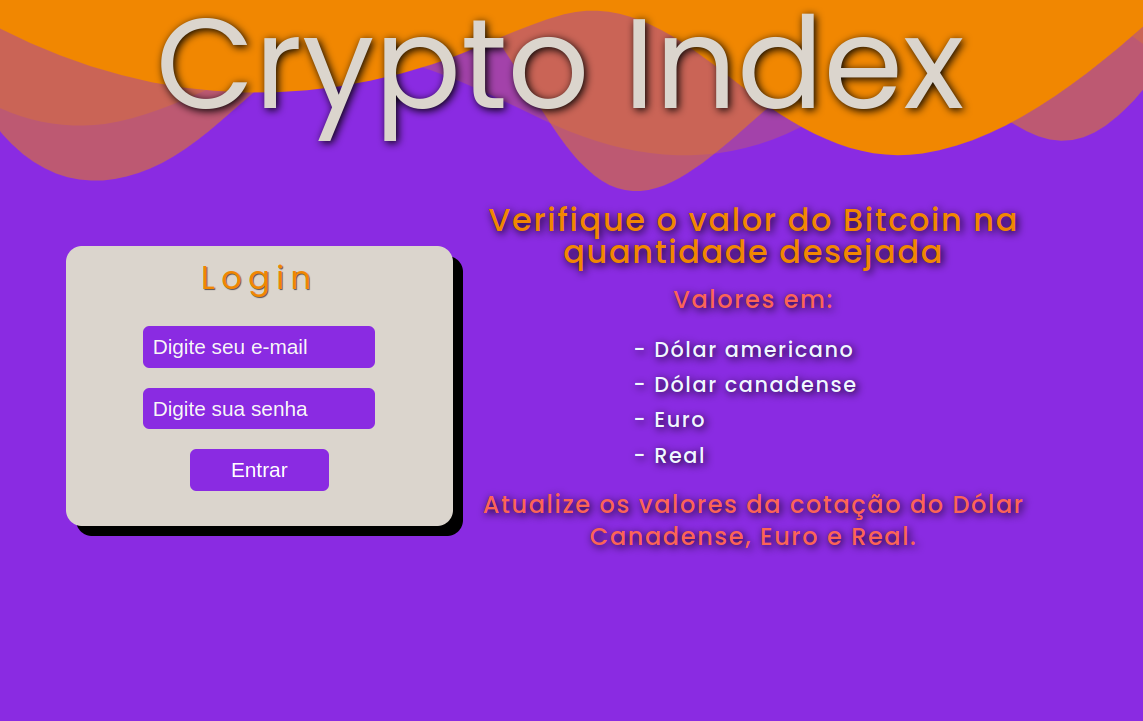 Crypto Index
Login
Digite seu e-mail
Digite sua senha
Entrar
Verifique o valor do Bitcoin na
quantidade desejada
Valores em:
- Dólar americano
- Dólar canadense
- Euro
- Real
Atualize os valores da cotação do Dólar
Canadense, Euro e Real.